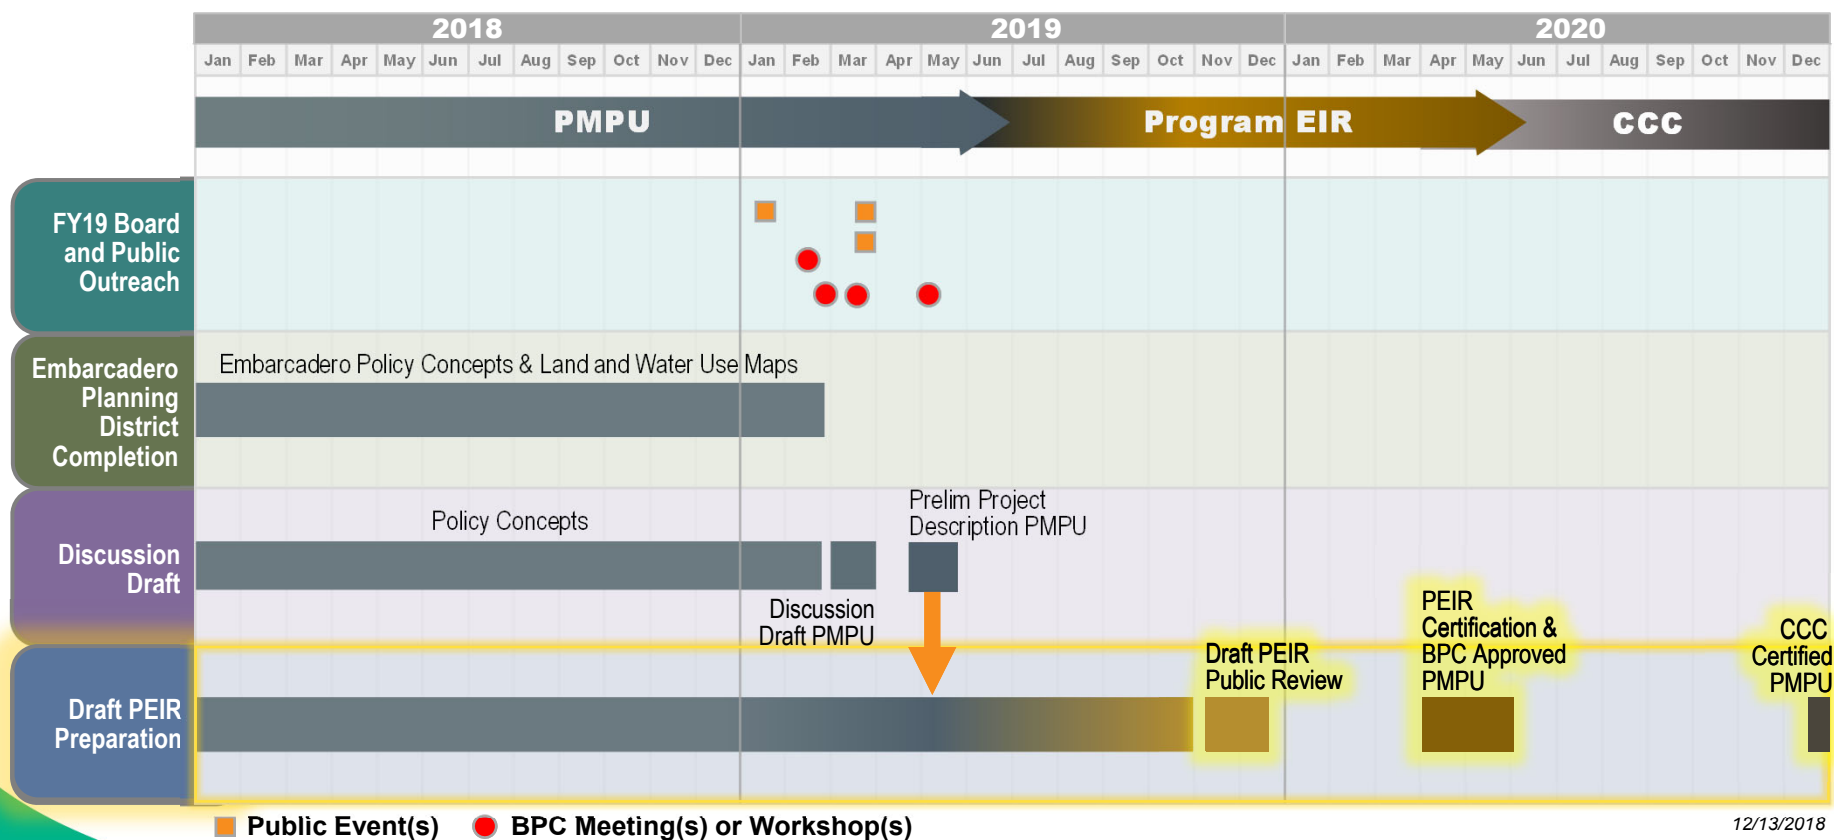 2018 2019 2020
Jan Feb Mar Apr May Jun Jul Aug Sep Oct Nov Dec Jan Feb Mar Apr May Jun Jul Aug Sep Oct Nov Dec Jan Feb Mar Apr May Jun Jul Aug Sep Oct Nov Dec
PMPU Program EIR CCC
FY19 Board
and Public
Outreach
Embarcadero
Planning
District
Completion
Embarcadero Policy Concepts & Land and Water Use Maps
Discussion
Draft
Policy Concepts
Discussion
Draft PMPU
Prelim Project
Description PMPU
Draft PEIR
Preparation
Draft PEIR
Public Review
PEIR
Certification &
BPC Approved
PMPU
CCC
Certified
PMPU
Public Event(s) BPC Meeting(s) or Workshop(s)
12/13/2018